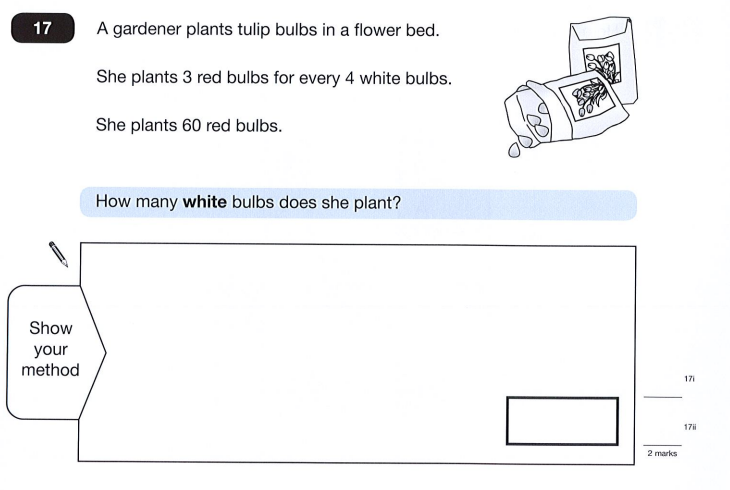 17
A gardener plants tulip bulbs in a flower bed.
She plants 3 red bulbs for every 4 white bulbs.
She plants 60 red bulbs.
How many white bulbs does she plant?
Show
your
method
17i
17ii
2 marks